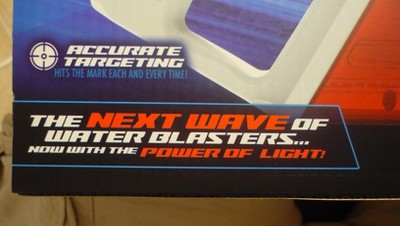 ACCURATE
TARGETING
HITS THE MARK EACH AND EVERY TIME!
THE NEXT WAVE OF
WATER BLASTERS...
NOW WITH THE POWER OF LIGHT!